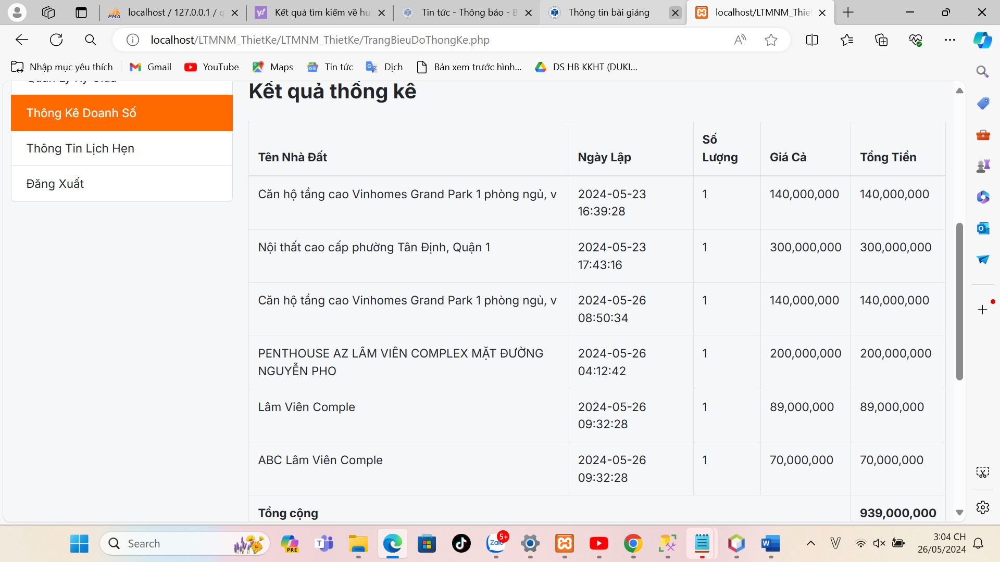 localhost / 127.0.0.1 / q
Kết quả tìm kiếm về hu
Tin tức - Thông báo - B
Thông tin bài giảng
localhost/LTMNM_Thiet
localhost/LTMNM_ThietKe/LTMNM_ThietKe/TrangBieuDoThongKe.php
Nhập mục yêu thích
Gmail
YouTube
Maps
Tin tức
Dịch
Bản xem trước hình...
DS HB KKHT (DUKI...
Thống Kê Doanh Số
Thông Tin Lịch Hẹn
Đăng Xuất
Kết quả thống kê
Tên Nhà Đất
Ngày Lập
Số
Lượng
Giá Cả
Tổng Tiền
Căn hộ tầng cao Vinhomes Grand Park 1 phòng ngủ, v
2024-05-23
16:39:28
1
140,000,000
140,000,000
Nội thất cao cấp phường Tân Định, Quận 1
2024-05-23
17:43:16
1
300,000,000
300,000,000
Căn hộ tầng cao Vinhomes Grand Park 1 phòng ngủ, v
2024-05-26
08:50:34
1
140,000,000
140,000,000
PENTHOUSE AZ LÂM VIÊN COMPLEX MẶT ĐƯỜNG
NGUYỄN PHO
2024-05-26
04:12:42
1
200,000,000
200,000,000
Lâm Viên Comple
2024-05-26
09:32:28
1
89,000,000
89,000,000
ABC Lâm Viên Comple
2024-05-26
09:32:28
1
70,000,000
70,000,000
Tổng cộng
939,000,000
Search
PRE
Zalo
5+
3:04 CH
26/05/2024